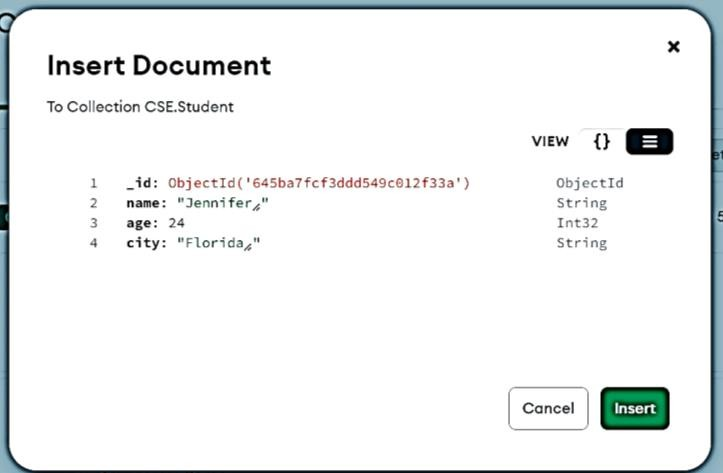 Insert Document
To Collection CSE.Student
VIEW {}
1 _id: ObjectId('645ba7fcf3ddd549c012f33a') ObjectId
2 name: "Jennifer" String
3 age: 24 Int32
4 city: "Florida" String
Cancel Insert